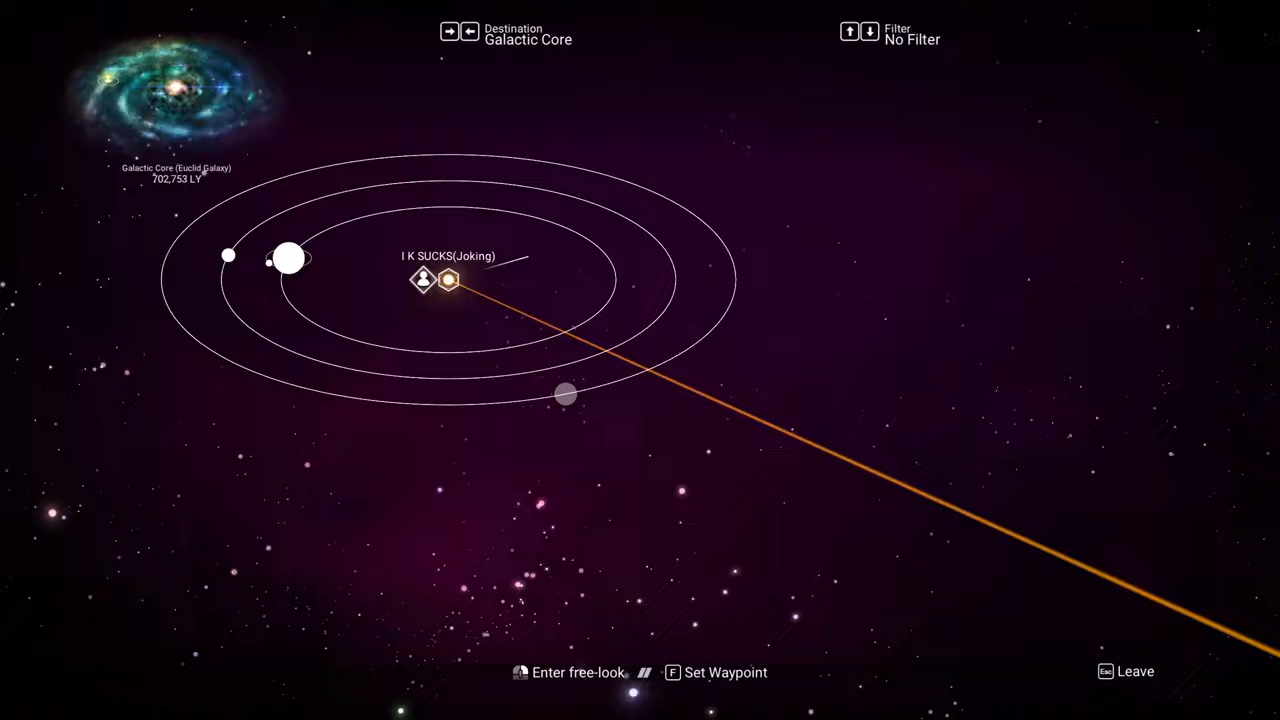 Destination
Galactic Core
Filter
No Filter
Galactic Core (Euclid Galaxy)
702,753 LY
I K SUCKS(Joking)
Enter free-look // F Set Waypoint
Esc Leave